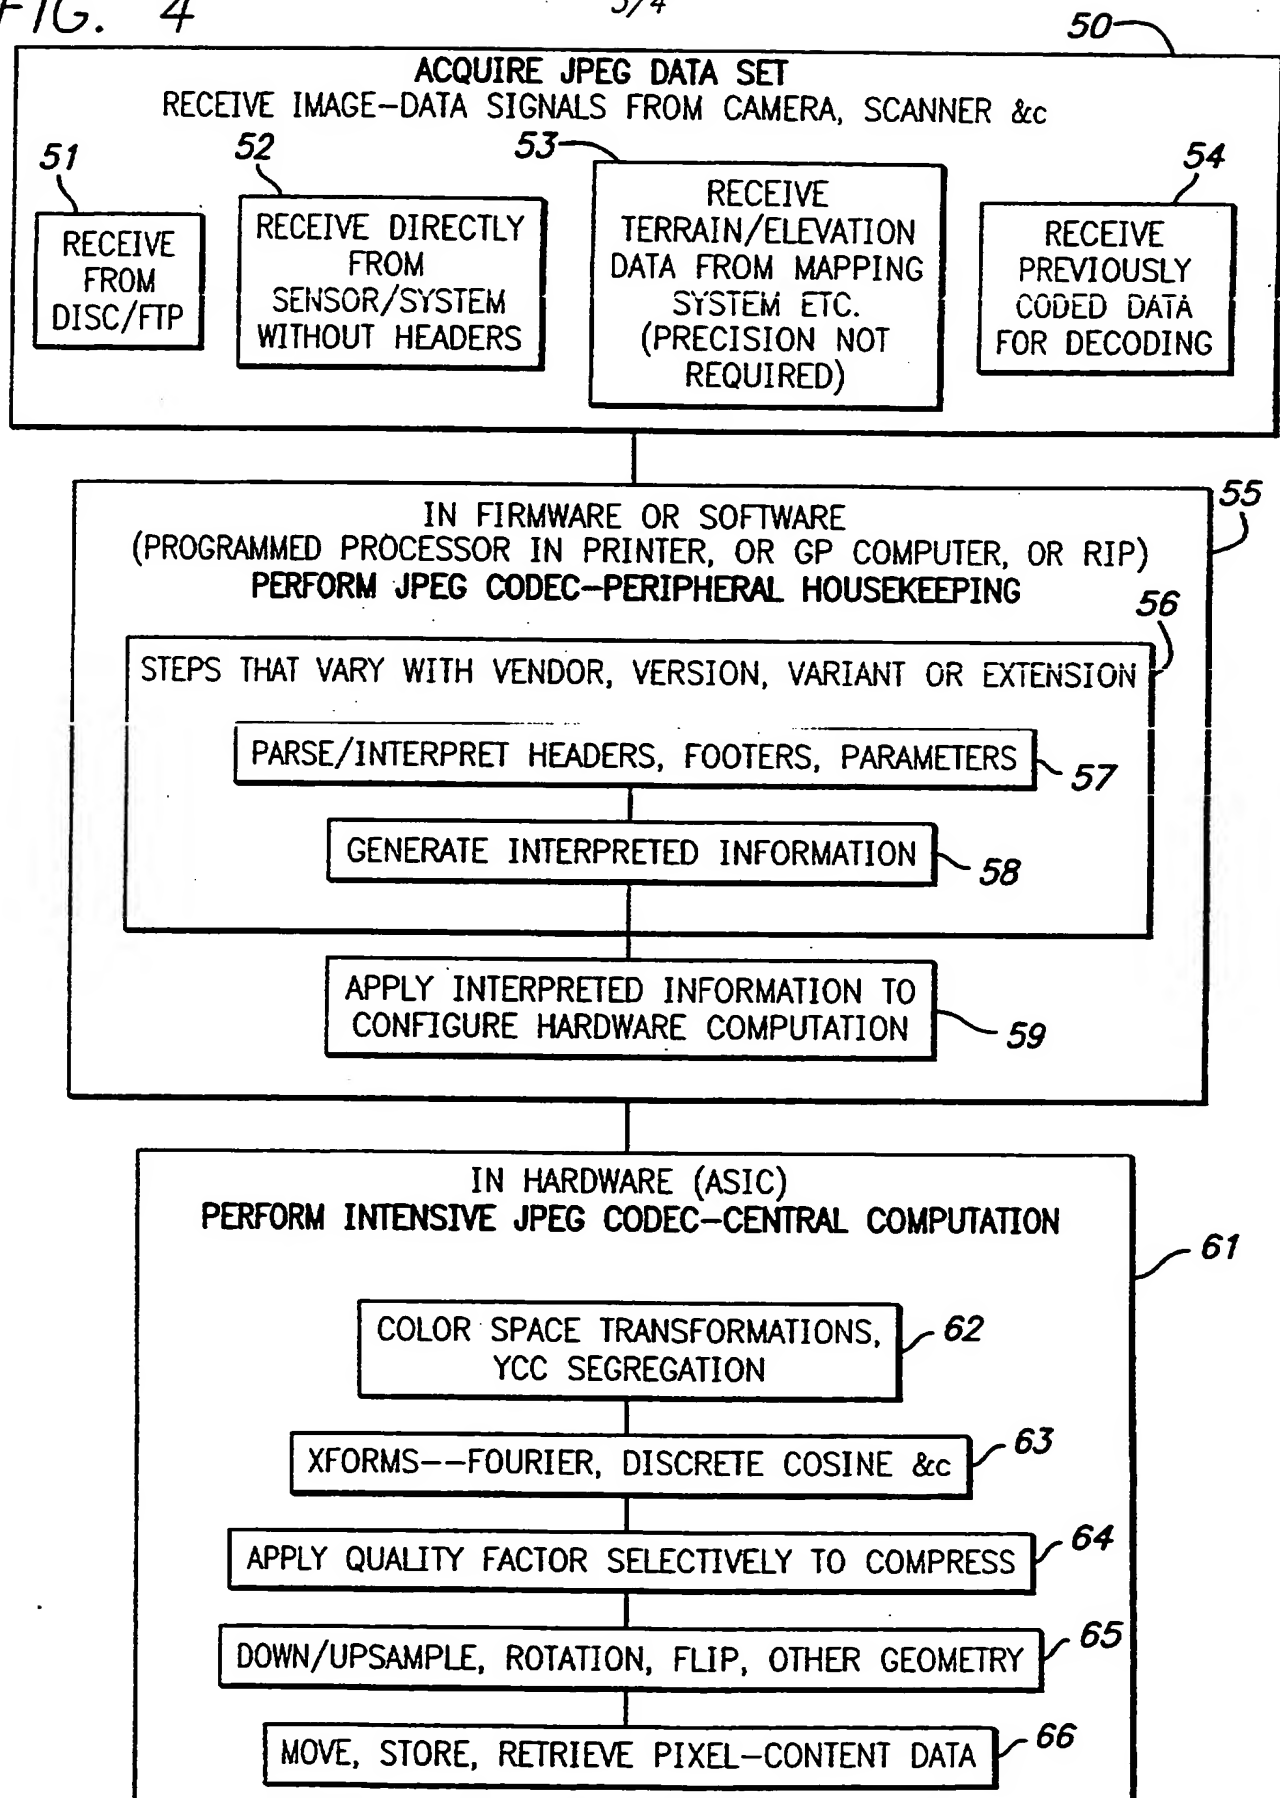 FIG. 4
3/4
50
ACQUIRE JPEG DATA SET
RECEIVE IMAGE-DATA SIGNALS FROM CAMERA, SCANNER &c
51
RECEIVE
FROM
DISC/FTP
52
RECEIVE DIRECTLY
FROM
SENSOR/SYSTEM
WITHOUT HEADERS
53
RECEIVE
TERRAIN/ELEVATION
DATA FROM MAPPING
SYSTEM ETC.
(PRECISION NOT
REQUIRED)
54
RECEIVE
PREVIOUSLY
CODED DATA
FOR DECODING
55
IN FIRMWARE OR SOFTWARE
(PROGRAMMED PROCESSOR IN PRINTER, OR GP COMPUTER, OR RIP)
PERFORM JPEG CODEC-PERIPHERAL HOUSEKEEPING
56
STEPS THAT VARY WITH VENDOR, VERSION, VARIANT OR EXTENSION
PARSE/INTERPRET HEADERS, FOOTERS, PARAMETERS
57
GENERATE INTERPRETED INFORMATION
58
APPLY INTERPRETED INFORMATION TO
CONFIGURE HARDWARE COMPUTATION
59
IN HARDWARE (ASIC)
PERFORM INTENSIVE JPEG CODEC-CENTRAL COMPUTATION
61
COLOR SPACE TRANSFORMATIONS,
YCC SEGREGATION
62
XFORMS--FOURIER, DISCRETE COSINE &c
63
APPLY QUALITY FACTOR SELECTIVELY TO COMPRESS
64
DOWN/UPSAMPLE, ROTATION, FLIP, OTHER GEOMETRY
65
MOVE, STORE, RETRIEVE PIXEL-CONTENT DATA
66